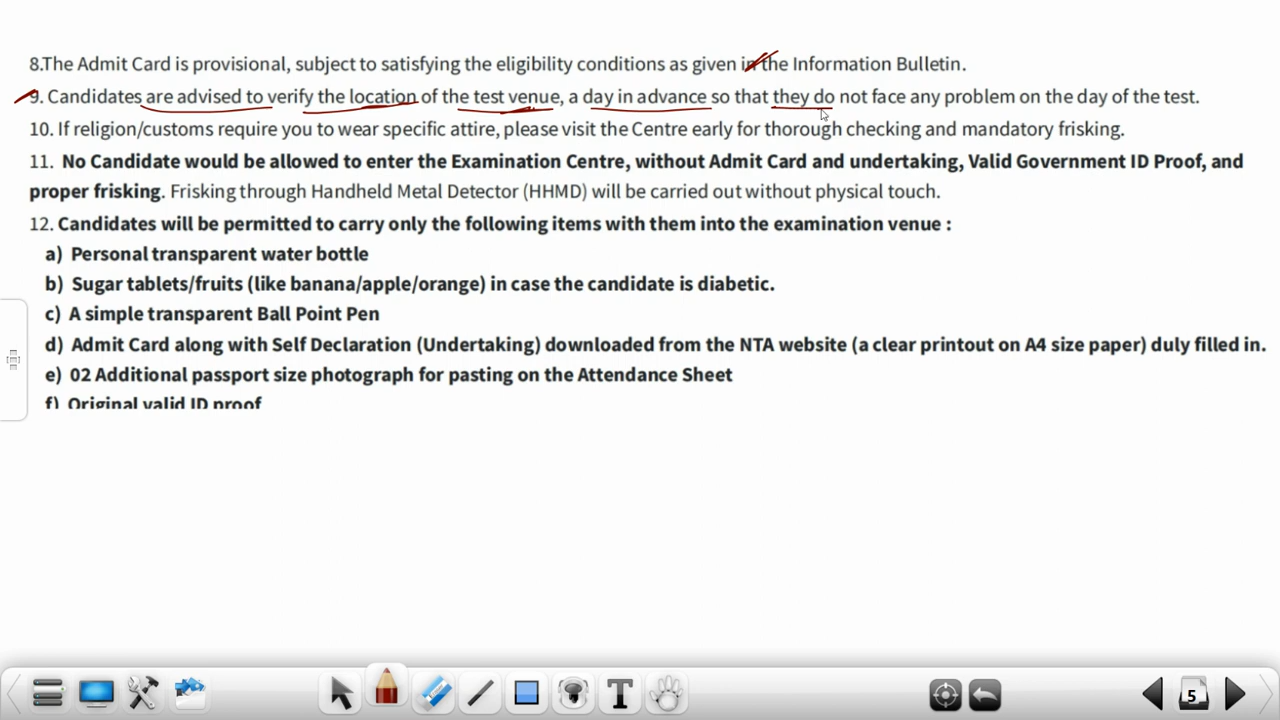 8.The Admit Card is provisional, subject to satisfying the eligibility conditions as given in the Information Bulletin.
9. Candidates are advised to verify the location of the test venue, a day in advance so that they do not face any problem on the day of the test.
10. If religion/customs require you to wear specific attire, please visit the Centre early for thorough checking and mandatory frisking.
11. No Candidate would be allowed to enter the Examination Centre, without Admit Card and undertaking, Valid Government ID Proof, and
proper frisking. Frisking through Handheld Metal Detector (HHMD) will be carried out without physical touch.
12. Candidates will be permitted to carry only the following items with them into the examination venue :
a) Personal transparent water bottle
b) Sugar tablets/fruits (like banana/apple/orange) in case the candidate is diabetic.
c) A simple transparent Ball Point Pen
d) Admit Card along with Self Declaration (Undertaking) downloaded from the NTA website (a clear printout on A4 size paper) duly filled in.
e) 02 Additional passport size photograph for pasting on the Attendance Sheet
f) Original valid ID proof
T
5